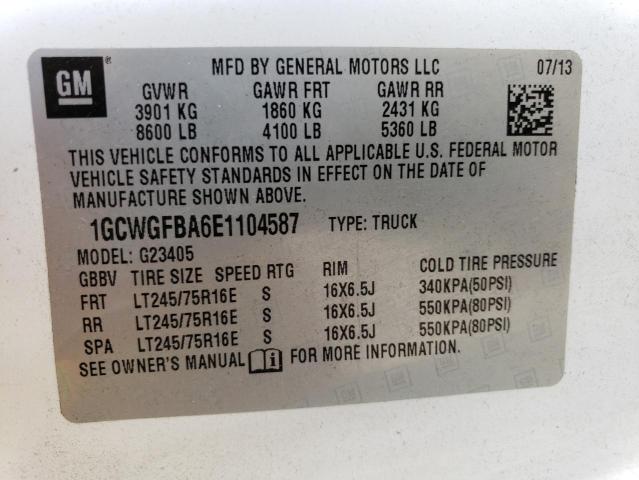 GM
MFD BY GENERAL MOTORS LLC 07/13
GVWR GAWR FRT GAWR RR
3901 KG 1860 KG 2431 KG
8600 LB 4100 LB 5360 LB
THIS VEHICLE CONFORMS TO ALL APPLICABLE U.S. FEDERAL MOTOR
VEHICLE SAFETY STANDARDS IN EFFECT ON THE DATE OF
MANUFACTURE SHOWN ABOVE.
1GCWGFBA6E1104587 TYPE: TRUCK
MODEL: G23405
GBBV TIRE SIZE SPEED RTG RIM COLD TIRE PRESSURE
FRT LT245/75R16E S 16X6.5J 340KPA(50PSI)
RR LT245/75R16E S 16X6.5J 550KPA(80PSI)
SPA LT245/75R16E S 16X6.5J 550KPA(80PSI)
SEE OWNER'S MANUAL FOR MORE INFORMATION.